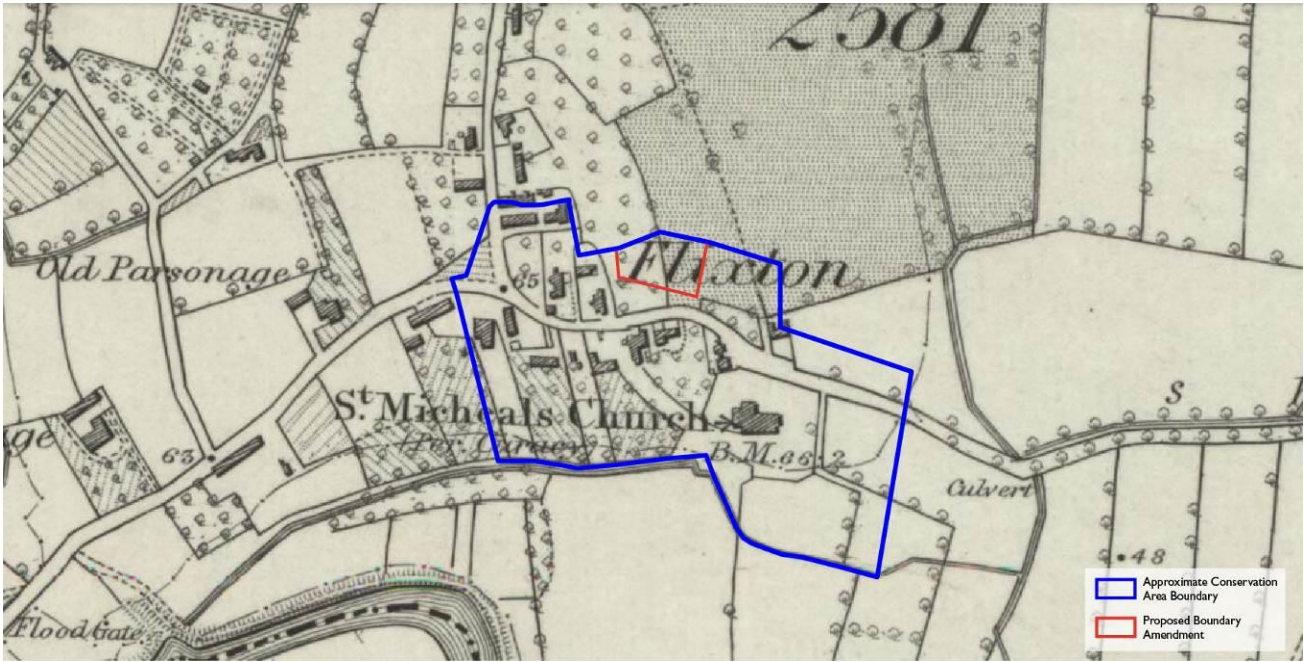 2581
Flixton
Old Parsonage
65
St. Micheals Church
(Per. Curacy)
B.M. 66.2
63
age
S
Culvert
48
Flood Gate
Approximate Conservation
Area Boundary
Proposed Boundary
Amendment